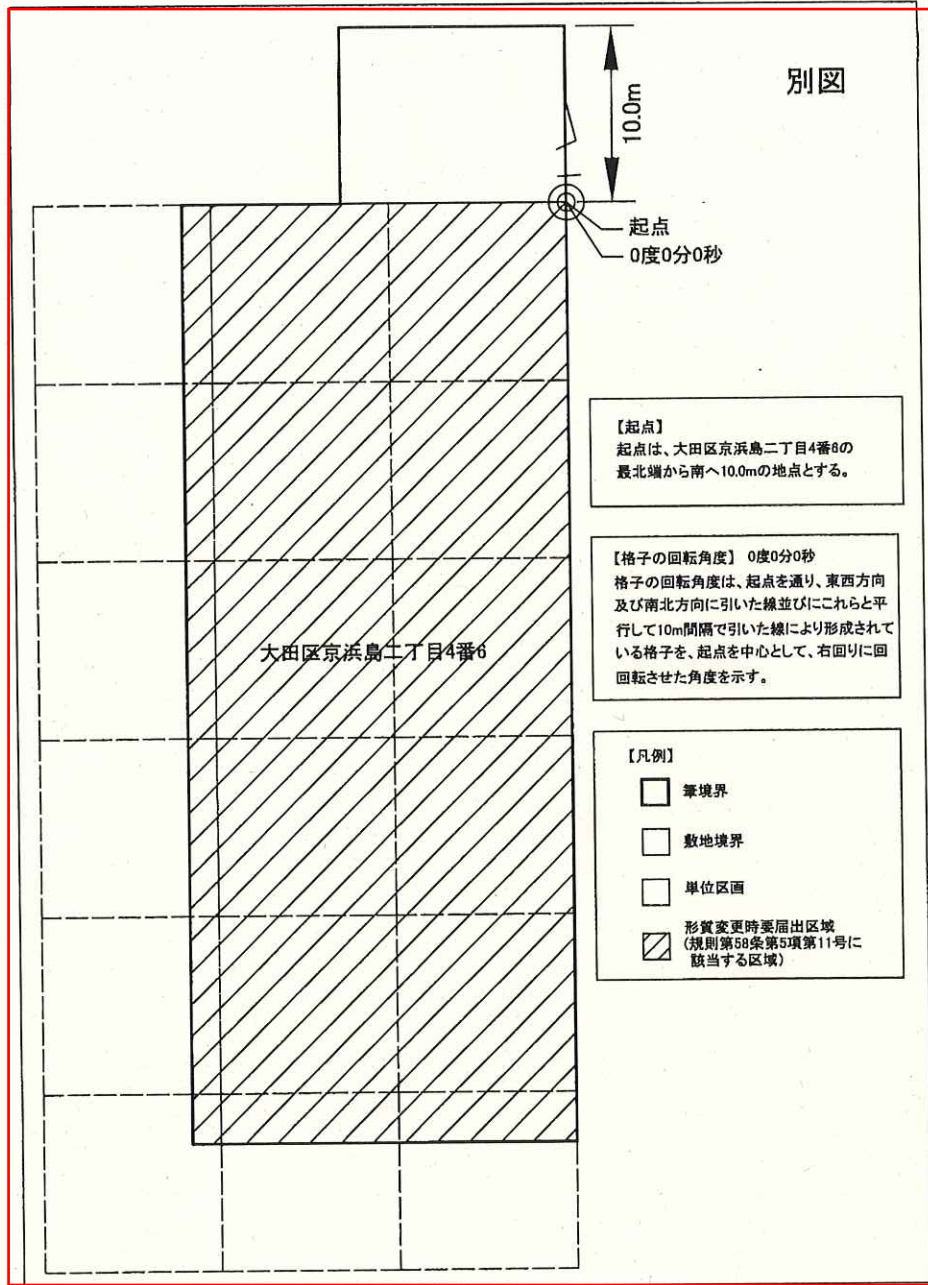 別図
10.0m
起点
0度0分0秒
【起点】
起点は、大田区京浜島二丁目4番6の
最北端から南へ10.0mの地点とする。
【格子の回転角度】 0度0分0秒
格子の回転角度は、起点を通り、東西方向
及び南北方向に引いた線並びにこれらと平
行して10m間隔で引いた線により形成されて
いる格子を、起点を中心として、右回りに回
回転させた角度を示す。
大田区京浜島二丁目4番6
【凡例】
筆境界
敷地境界
単位区画
形質変更時要届出区域
(規則第58条第5項第11号に
該当する区域)